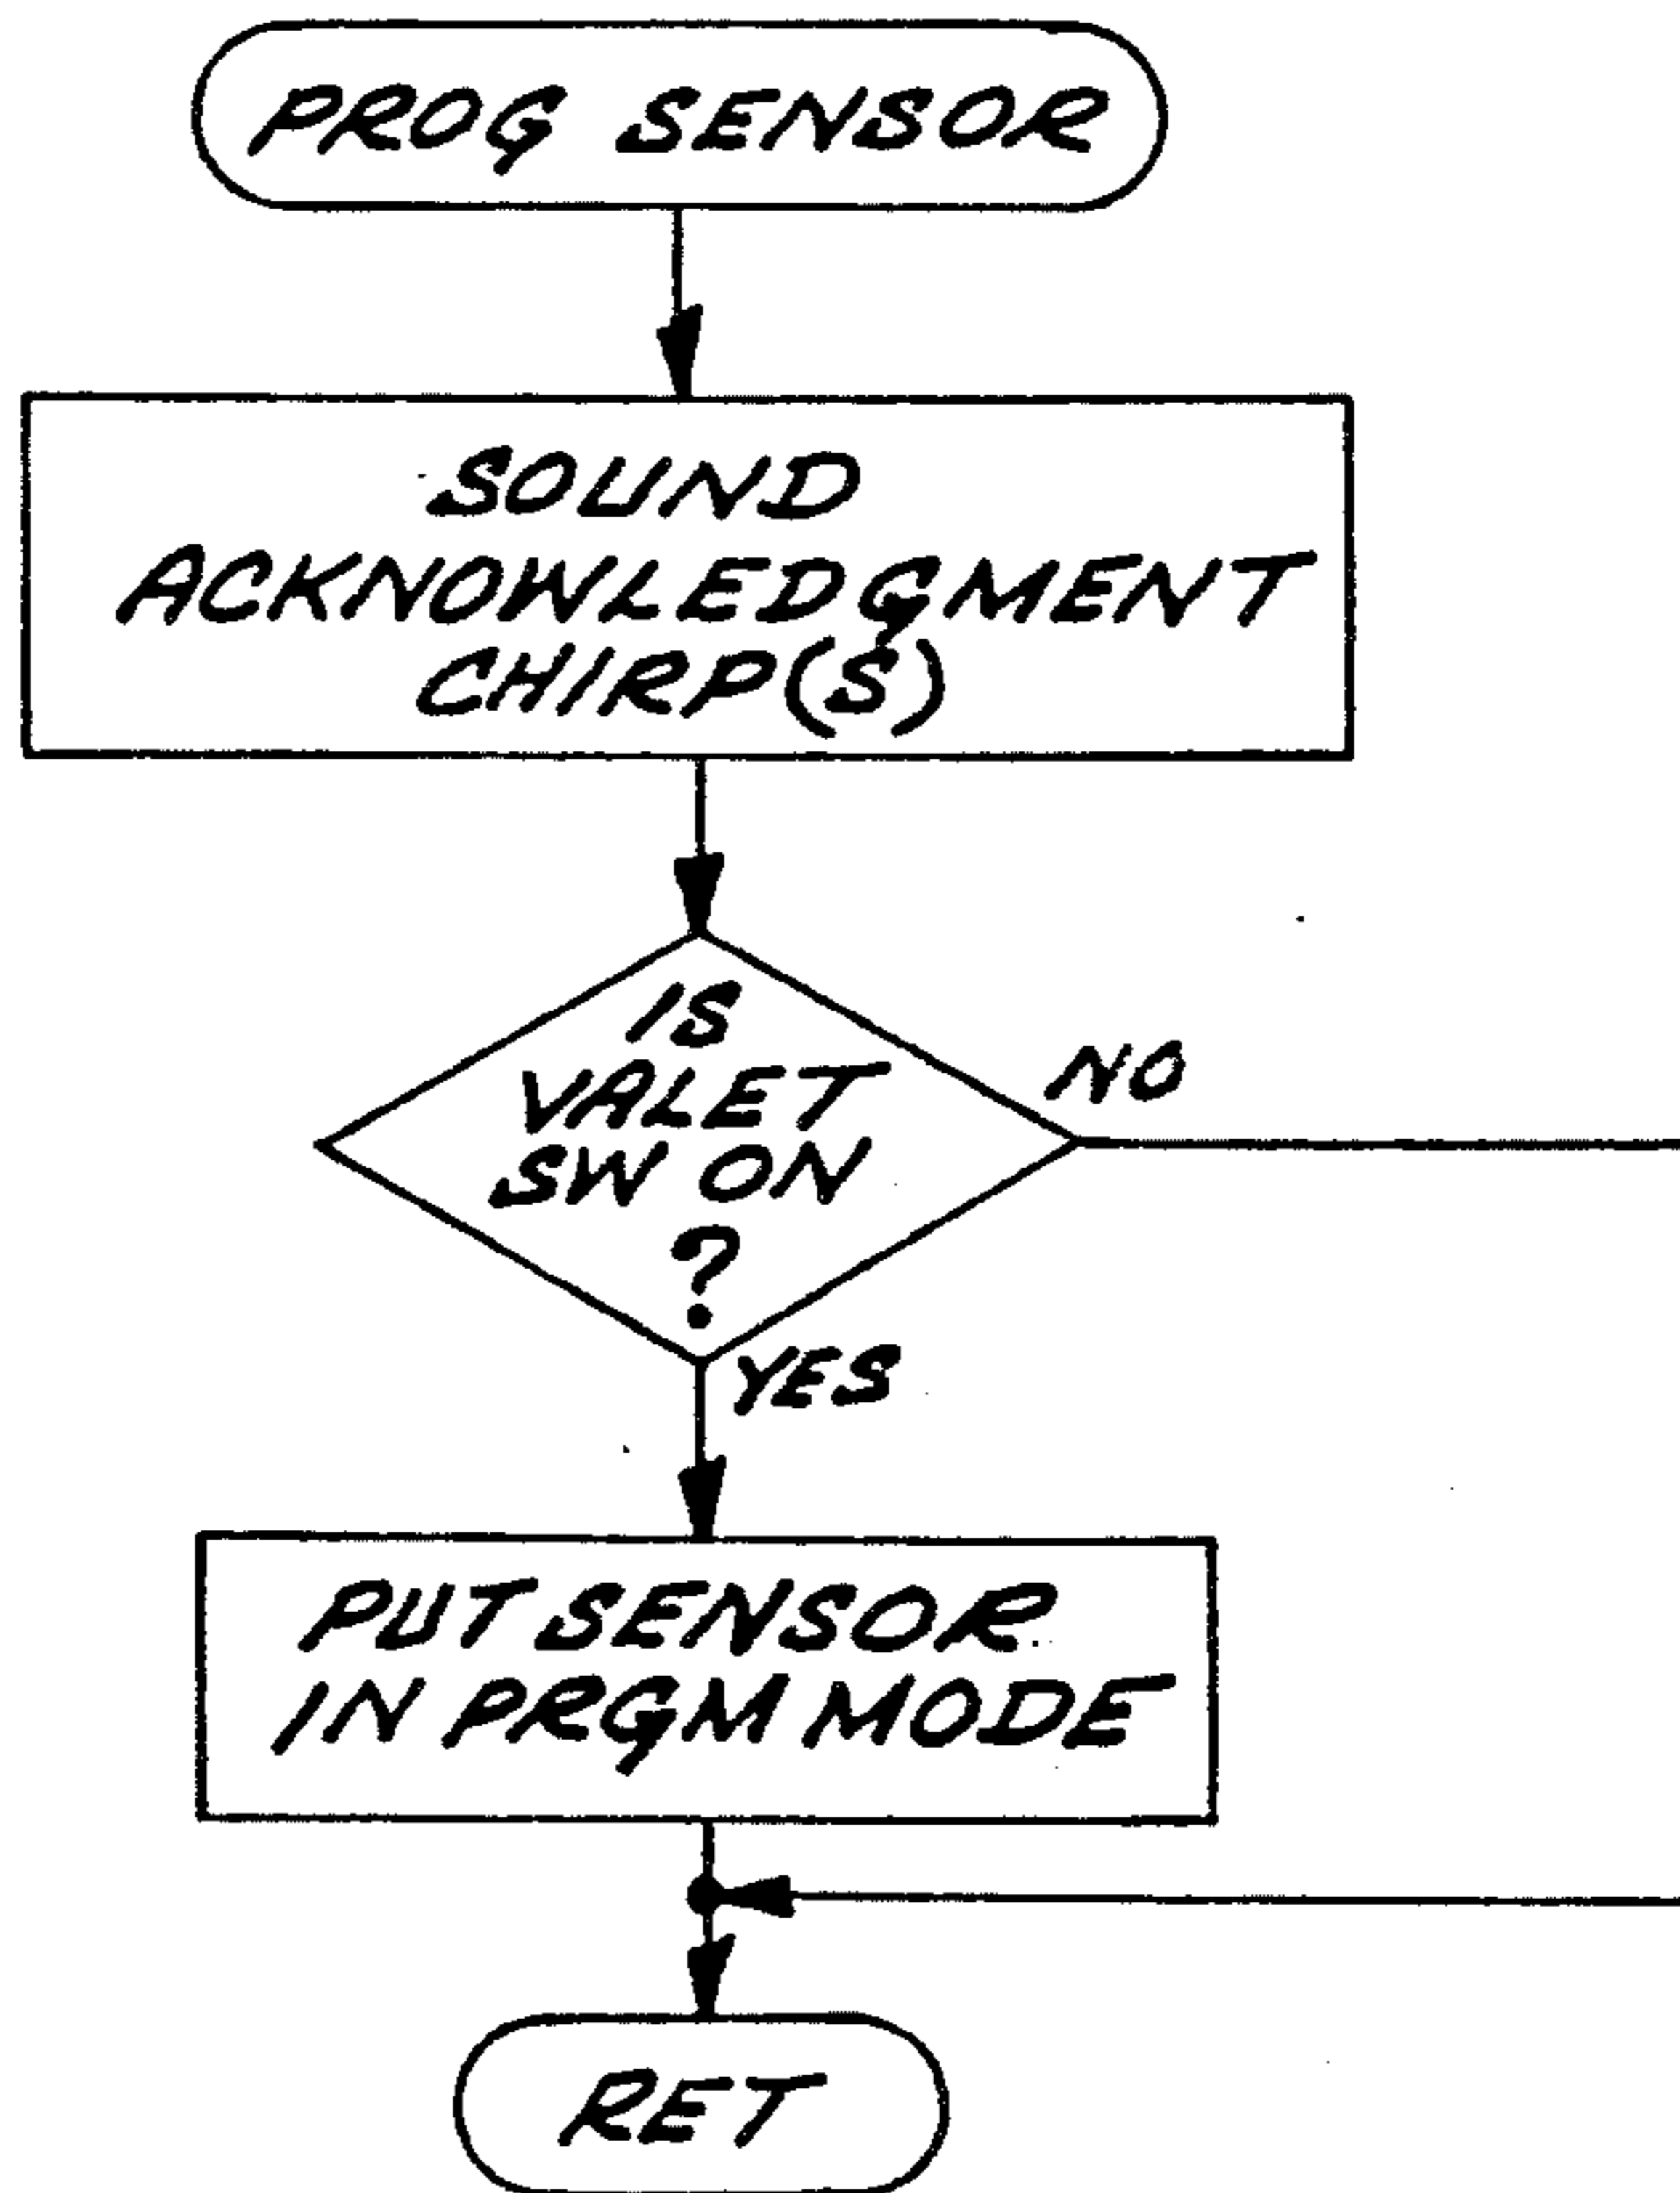 PROG SENSOR
SOUND
ACKNOWLEDGMENT
CHIRP(S)
IS
VALET
SW ON
?
NO
YES
PUT SENSOR
IN PRGM MODE
RET